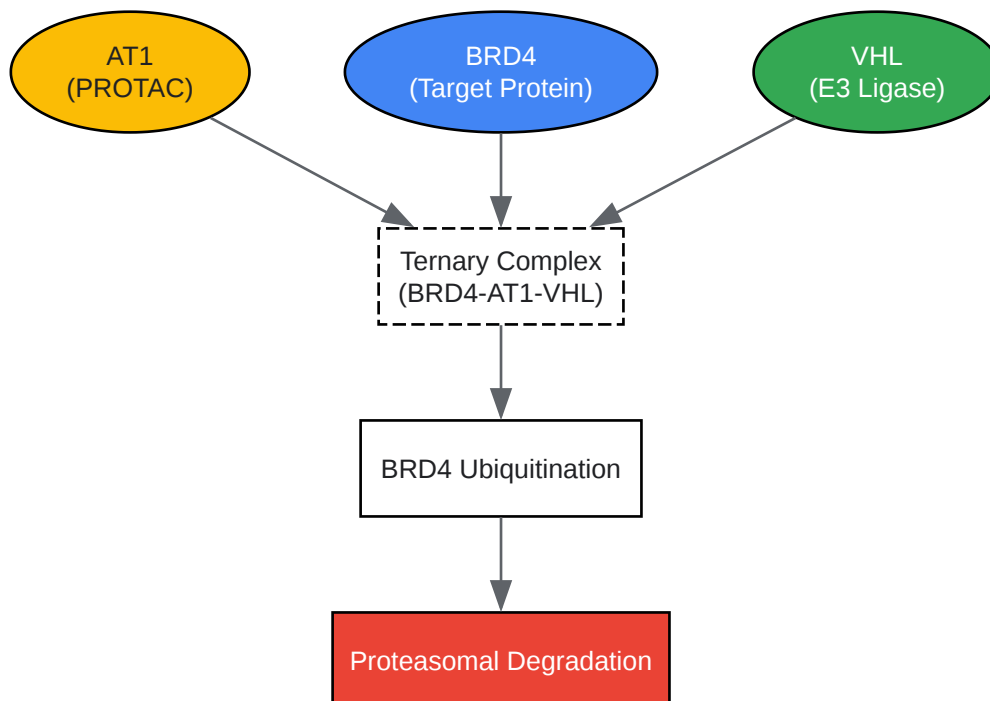 AT1
(PROTAC)
BRD4
(Target Protein)
VHL
(E3 Ligase)
Ternary Complex
(BRD4-AT1-VHL)
BRD4 Ubiquitination
Proteasomal Degradation